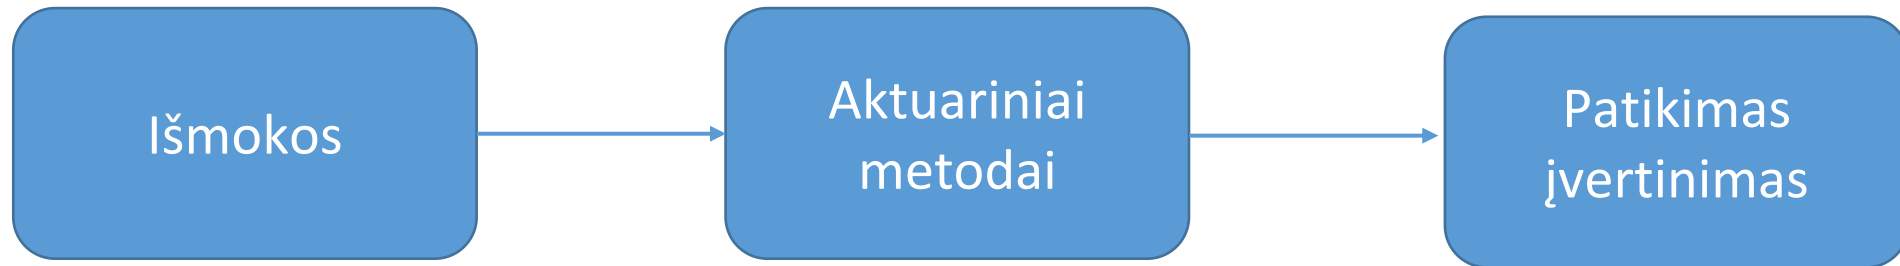 Išmokos
Aktuariniai
metodai
Patikimas
įvertinimas